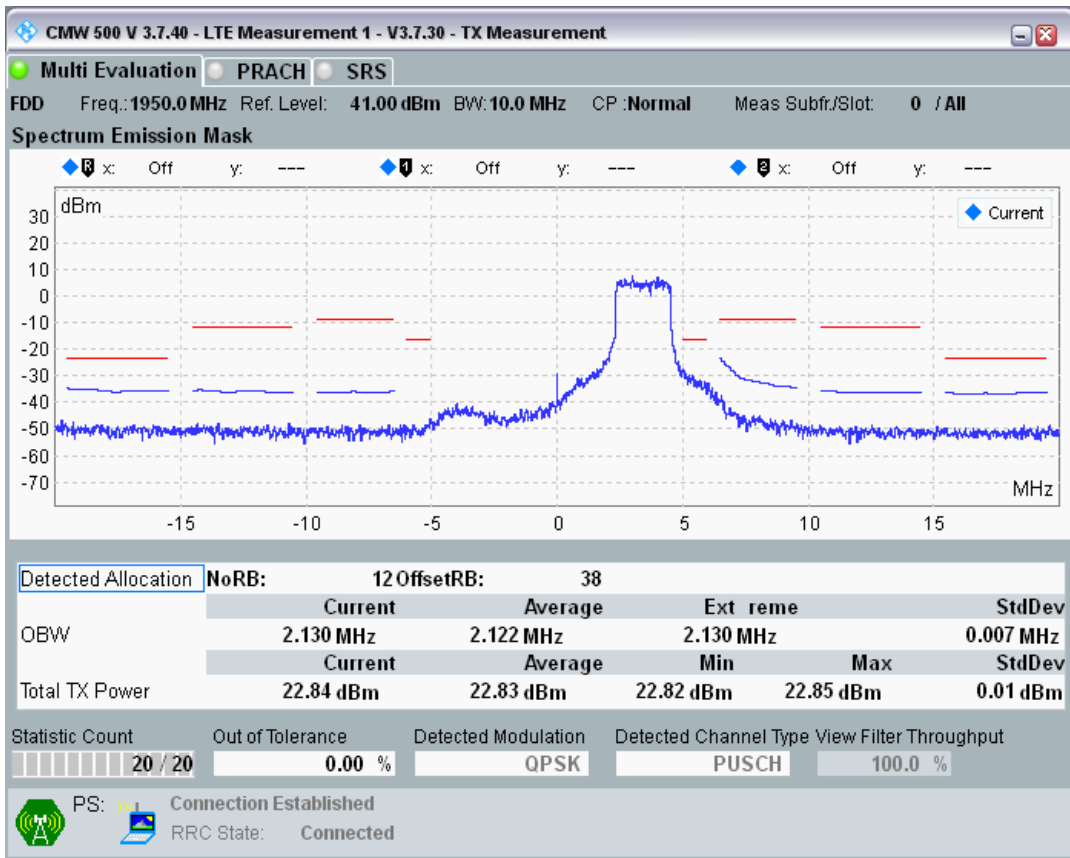 CMW 500 V 3.7.40 - LTE Measurement 1 - V3.7.30 - TX Measurement
Multi Evaluation PRACH SRS
FDD Freq.: 1950.0 MHz Ref. Level: 41.00 dBm BW: 10.0 MHz CP : Normal Meas Subfr./Slot: 0 / All
Spectrum Emission Mask
R x: Off y: --- 1 x: Off y: --- 2 x: Off y: ---
dBm
Current
30
20
10
0
-10
-20
-30
-40
-50
-60
-70
MHz
-15 -10 -5 0 5 10 15
Detected Allocation NoRB: 12 OffsetRB: 38
Current Average Ext reme StdDev
OBW 2.130 MHz 2.122 MHz 2.130 MHz 0.007 MHz
Current Average Min Max StdDev
Total TX Power 22.84 dBm 22.83 dBm 22.82 dBm 22.85 dBm 0.01 dBm
Statistic Count Out of Tolerance Detected Modulation Detected Channel Type View Filter Throughput
20 / 20 0.00 % QPSK PUSCH 100.0 %
PS: Connection Established
RRC State: Connected